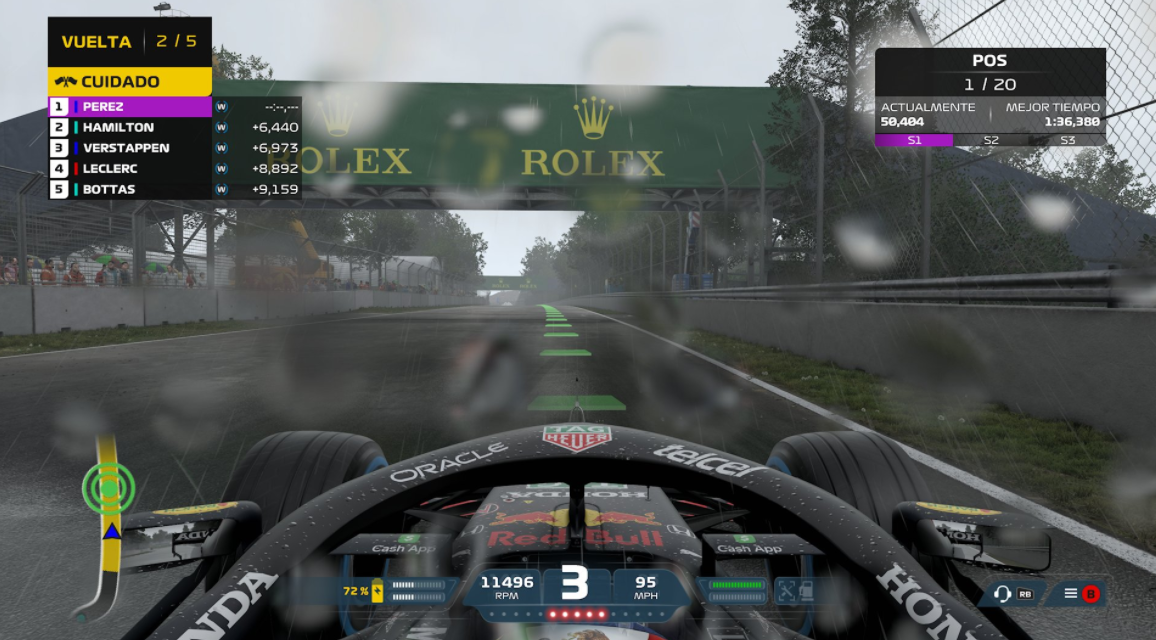 VUELTA 2 / 5
CUIDADO
1 PEREZ W --:--,---
2 HAMILTON W +6,440
3 VERSTAPPEN W +6,973
4 LECLERC W +8,892
5 BOTTAS W +9,159
POS
1 / 20
ACTUALMENTE MEJOR TIEMPO
50,404 1:36,380
S1 S2 S3
ROLEX ROLEX
TAG
HEUER
ORACLE telcel
HONDA
Red Bull
Cash App Cash App
HONDA HONDA
72%
11496
RPM
3
95
MPH
RB
B